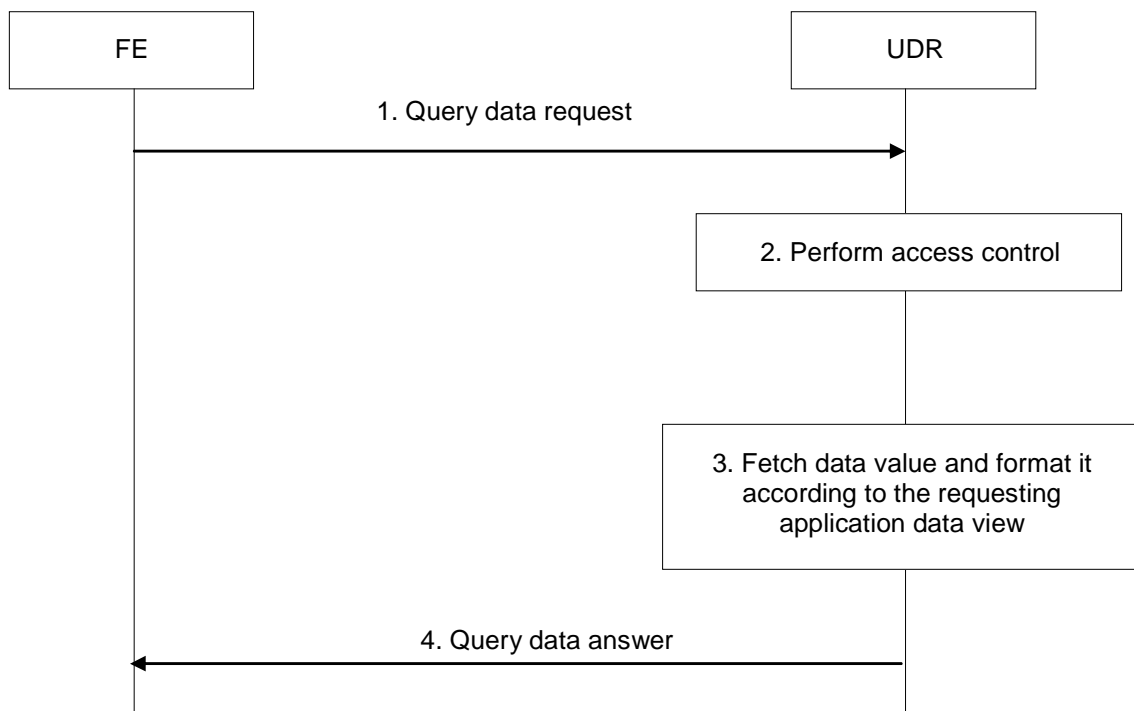 FE
UDR
1. Query data request
2. Perform access control
3. Fetch data value and format it
according to the requesting
application data view
4. Query data answer